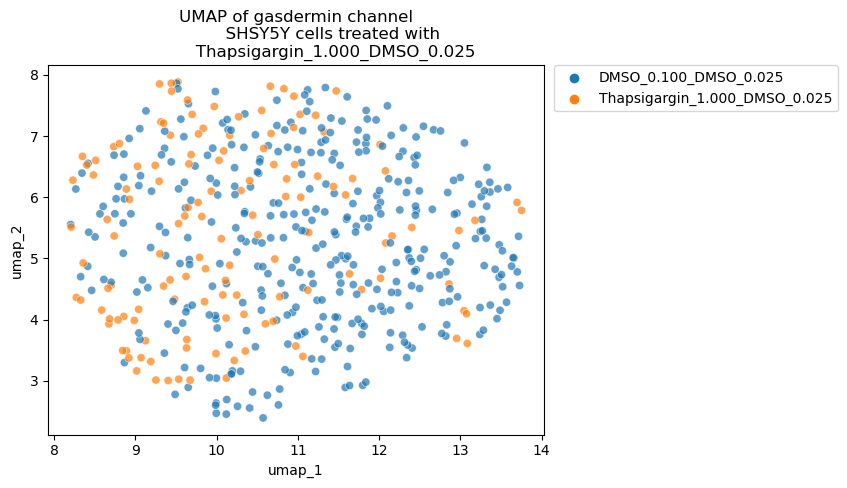 UMAP of gasdermin channel
SHSY5Y cells treated with
Thapsigargin_1.000_DMSO_0.025
DMSO_0.100_DMSO_0.025
Thapsigargin_1.000_DMSO_0.025
umap_2
8
7
6
5
4
3
8
9
10
11
12
13
14
umap_1